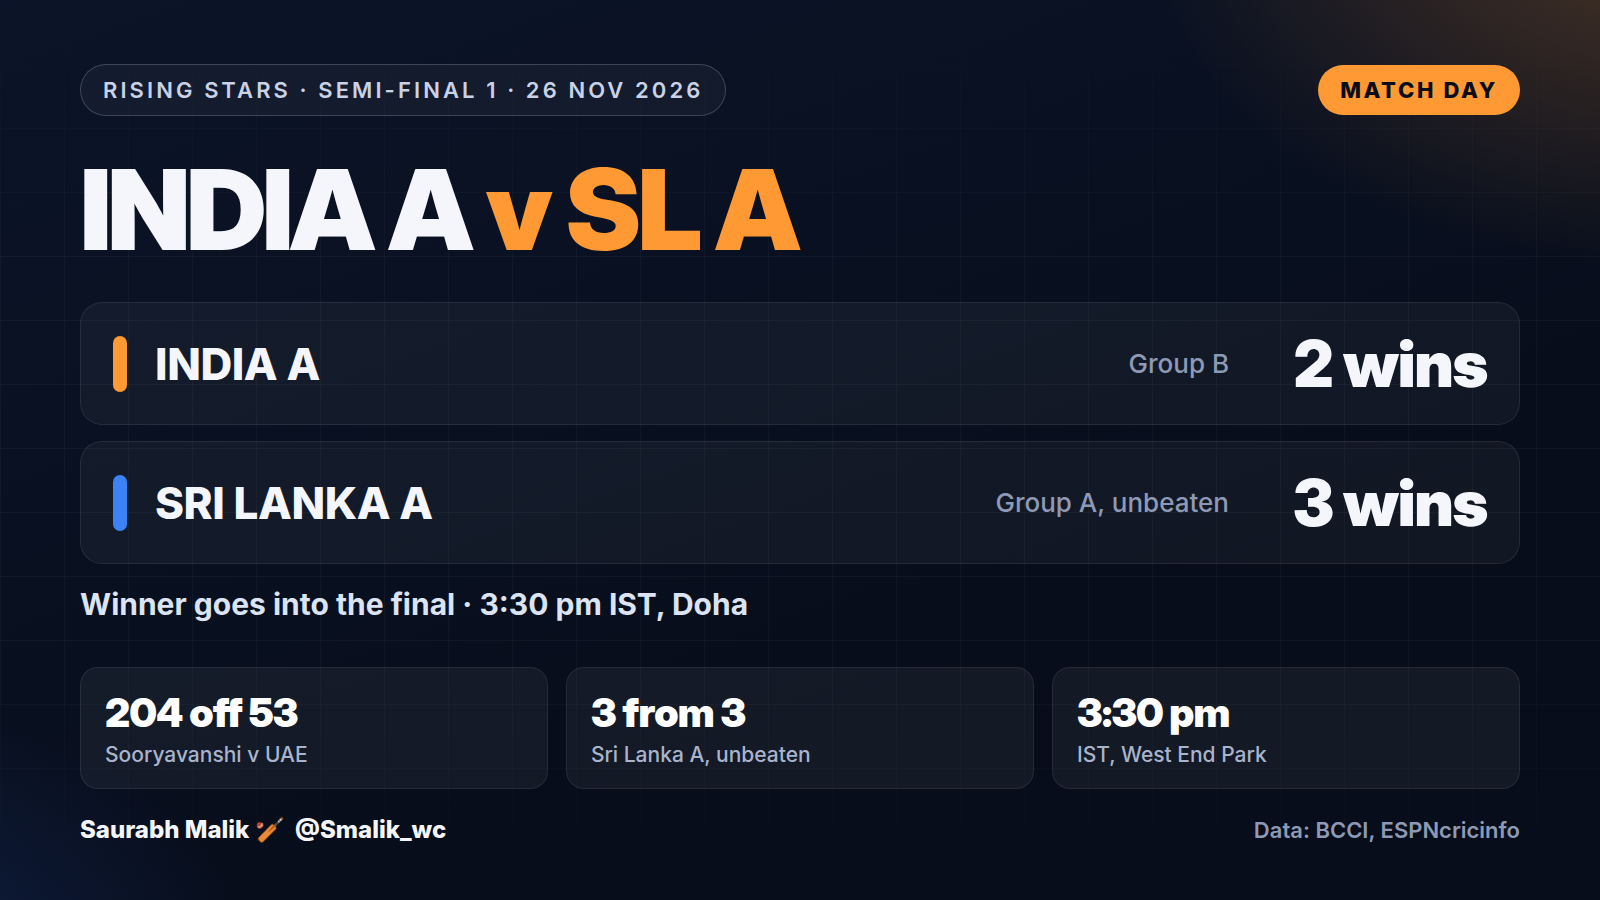 RISING STARS · SEMI-FINAL 1 · 26 NOV 2026
MATCH DAY
INDIA A v SL A
INDIA A
Group B
2 wins
SRI LANKA A
Group A, unbeaten
3 wins
Winner goes into the final · 3:30 pm IST, Doha
204 off 53
Sooryavanshi v UAE
3 from 3
Sri Lanka A, unbeaten
3:30 pm
IST, West End Park
Saurabh Malik 🏏 @Smalik_wc
Data: BCCI, ESPNcricinfo